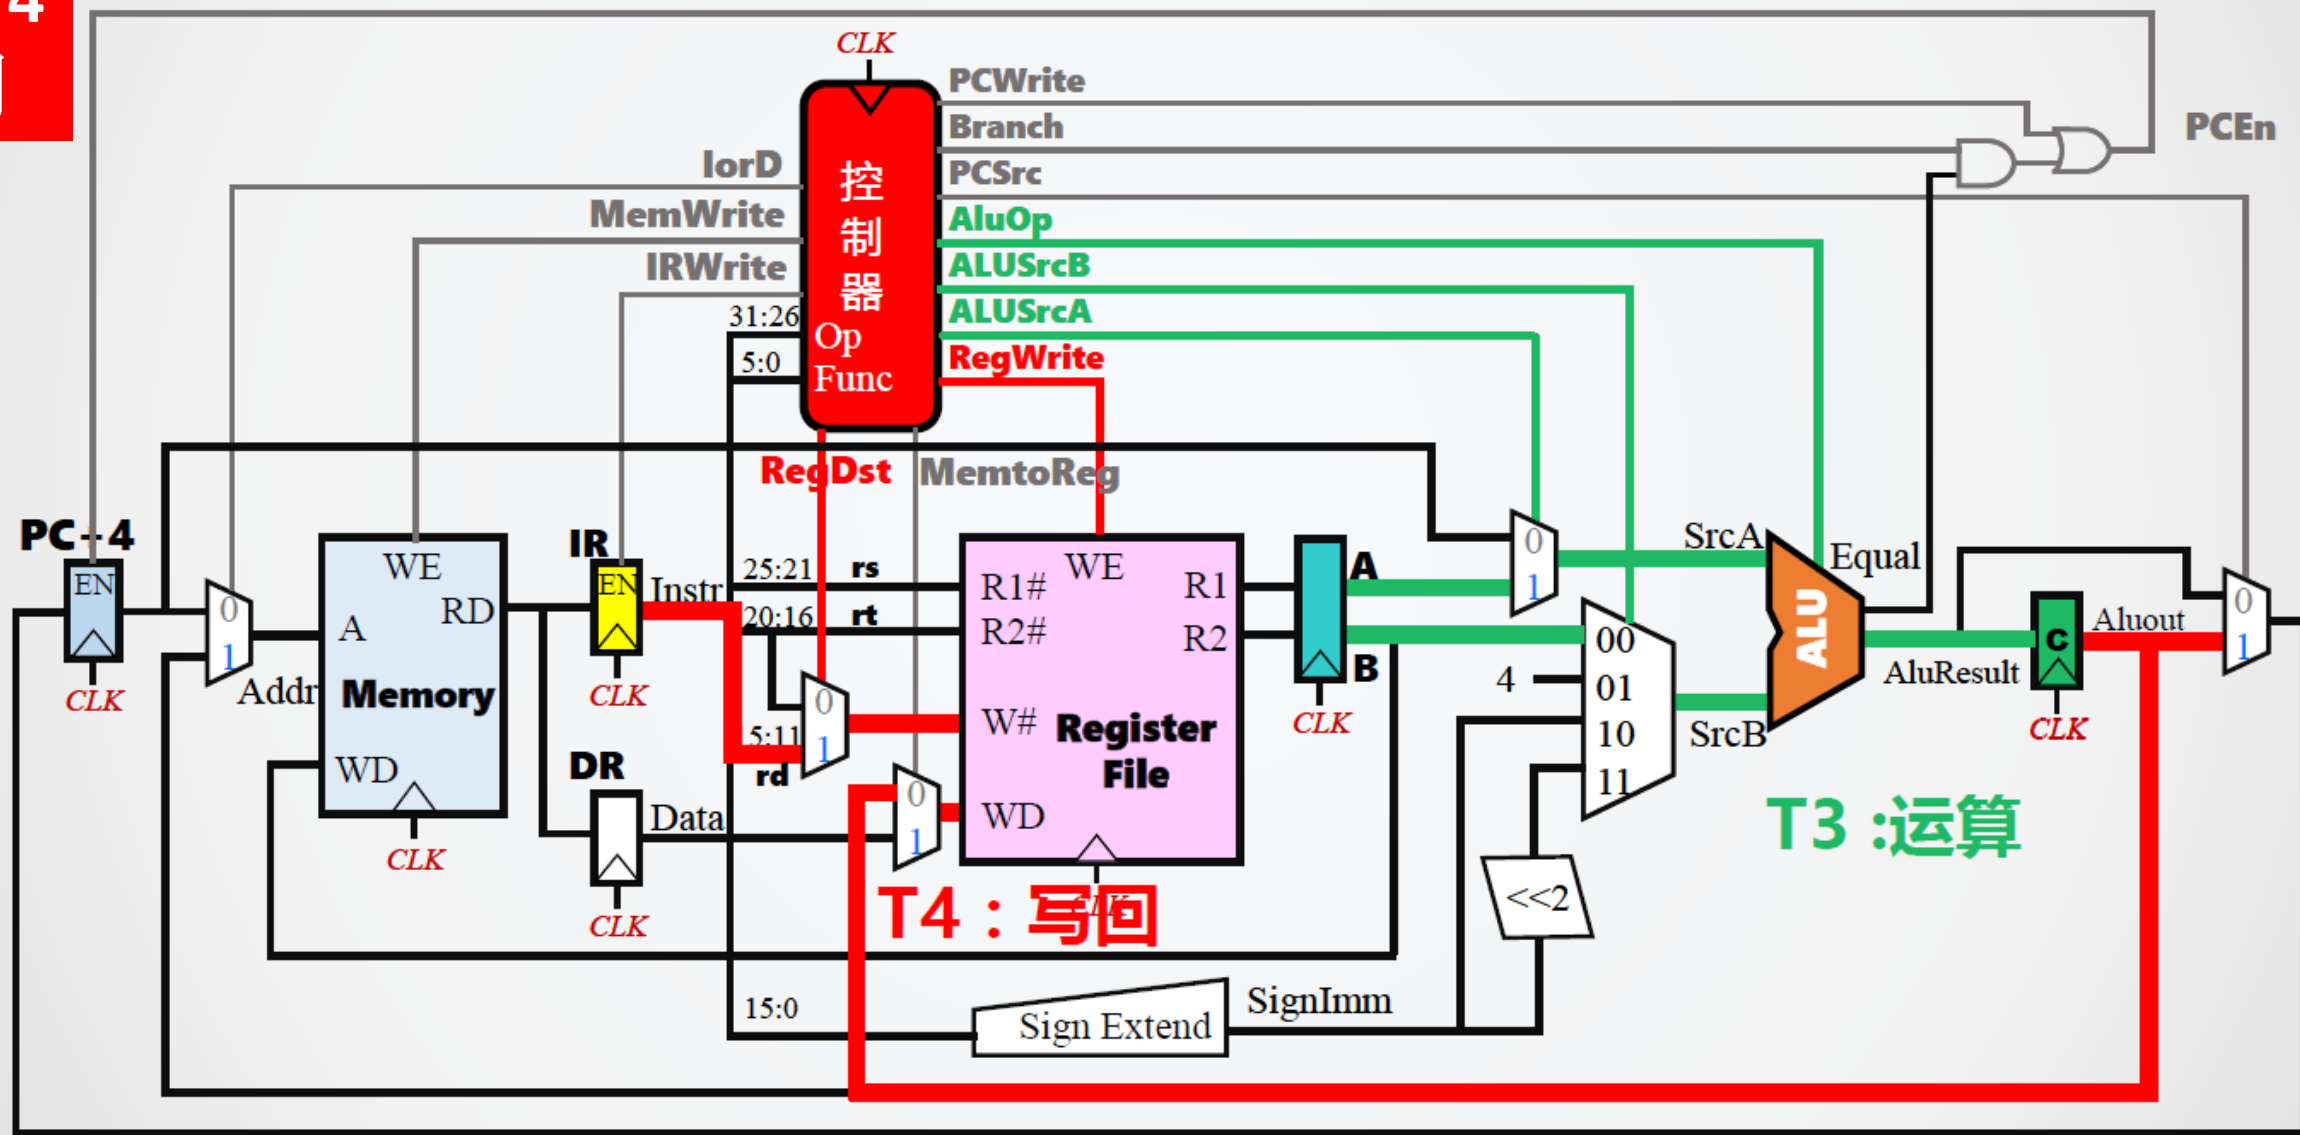 4
CLK
PCWrite
Branch
PCEn
PCSrc
IorD
控
制
器
MemWrite
AluOp
IRWrite
ALUSrcB
31:26
Op
ALUSrcA
5:0
Func
RegWrite
RegDst
MemtoReg
PC+4
EN
CLK
0
1
Addr
WE
A
RD
Memory
WD
CLK
IR
EN
Instr
CLK
DR
Data
CLK
25:21
rs
20:16
rt
5:11
rd
0
1
0
1
R1#
WE
R1
R2#
R2
W#
Register
File
WD
CLK
T4：写回
A
B
CLK
0
1
4
00
01
10
11
SrcA
SrcB
ALU
Equal
AluResult
C
CLK
Aluout
0
1
T3 :运算
<<2
15:0
Sign Extend
SignImm